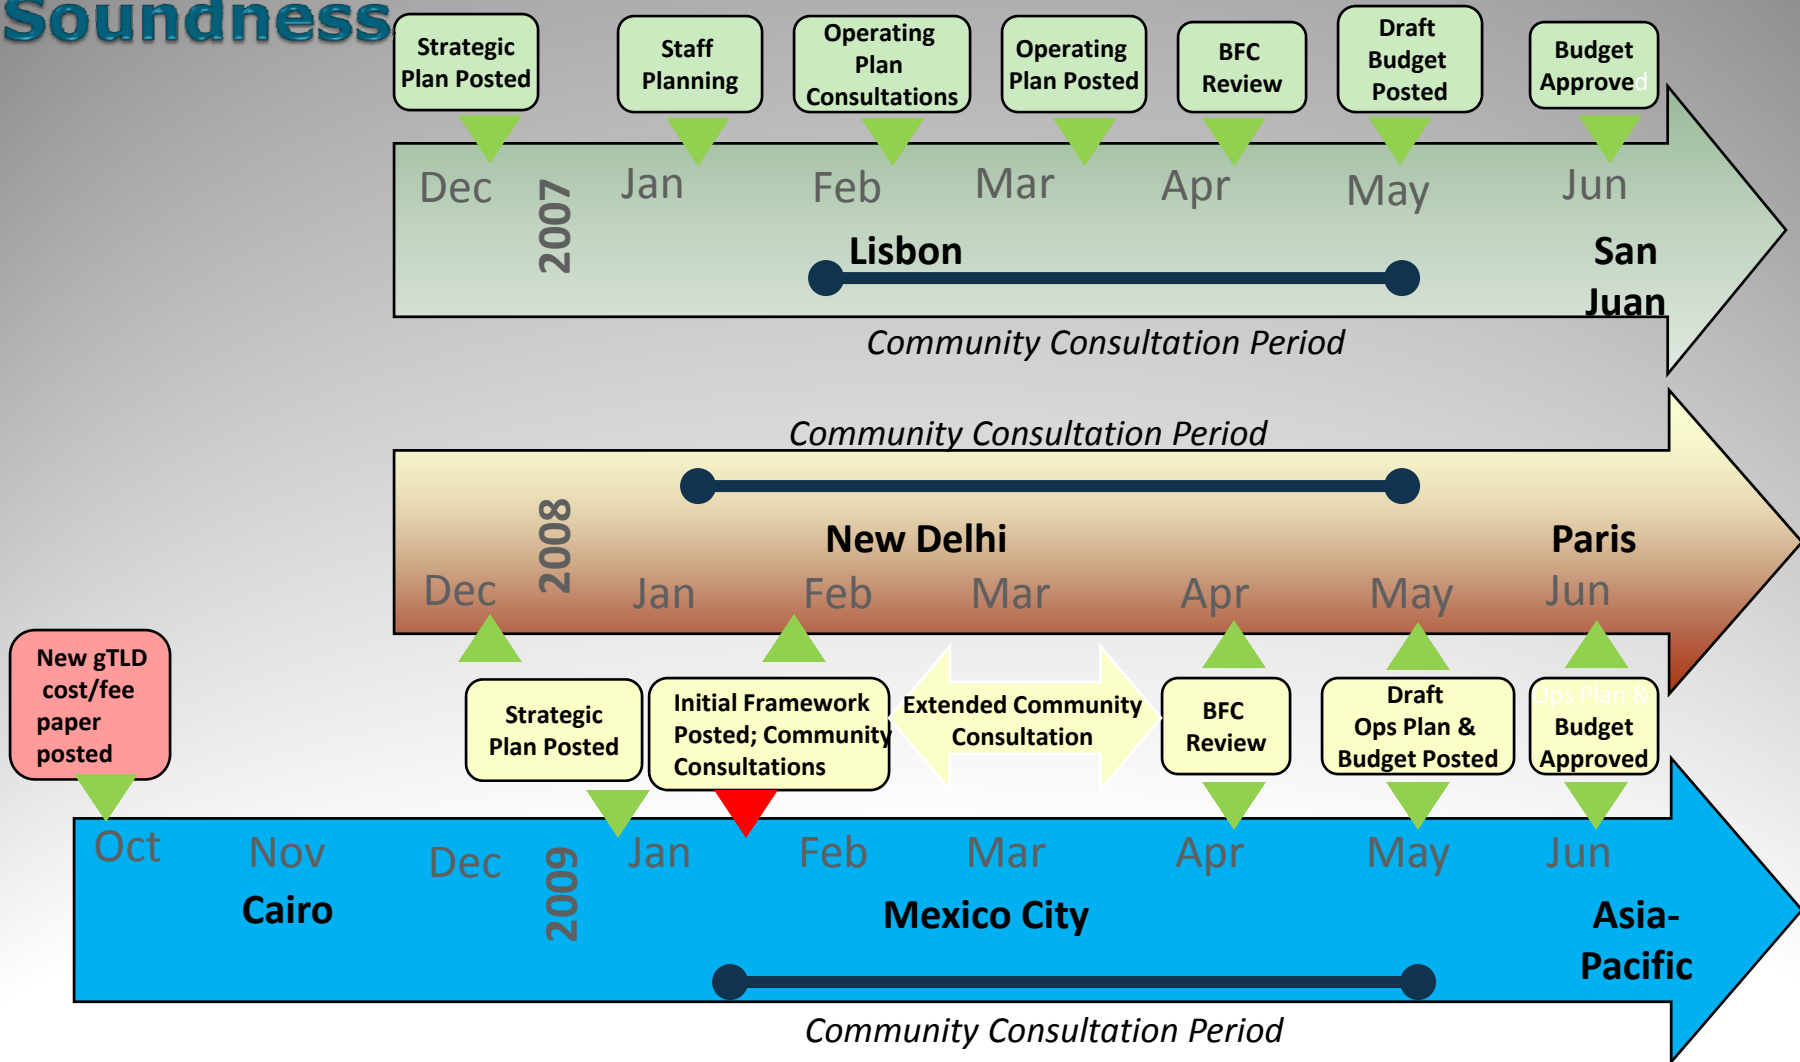 Soundness
Strategic
Plan Posted
Staff
Planning
Operating
Plan
Consultations
Operating
Plan Posted
BFC
Review
Draft
Budget
Posted
Budget
Approved
Dec
2007
Jan
Feb
Mar
Apr
May
Jun
Lisbon
San
Juan
Community Consultation Period
Community Consultation Period
New Delhi
Paris
Dec
2008
Jan
Feb
Mar
Apr
May
Jun
New gTLD
cost/fee
paper
posted
Strategic
Plan Posted
Initial Framework
Posted; Community
Consultations
Extended Community
Consultation
BFC
Review
Draft
Ops Plan &
Budget Posted
Ops Plan &
Budget
Approved
Oct
Nov
Dec
2009
Jan
Feb
Mar
Apr
May
Jun
Cairo
Mexico City
Asia-
Pacific
Community Consultation Period